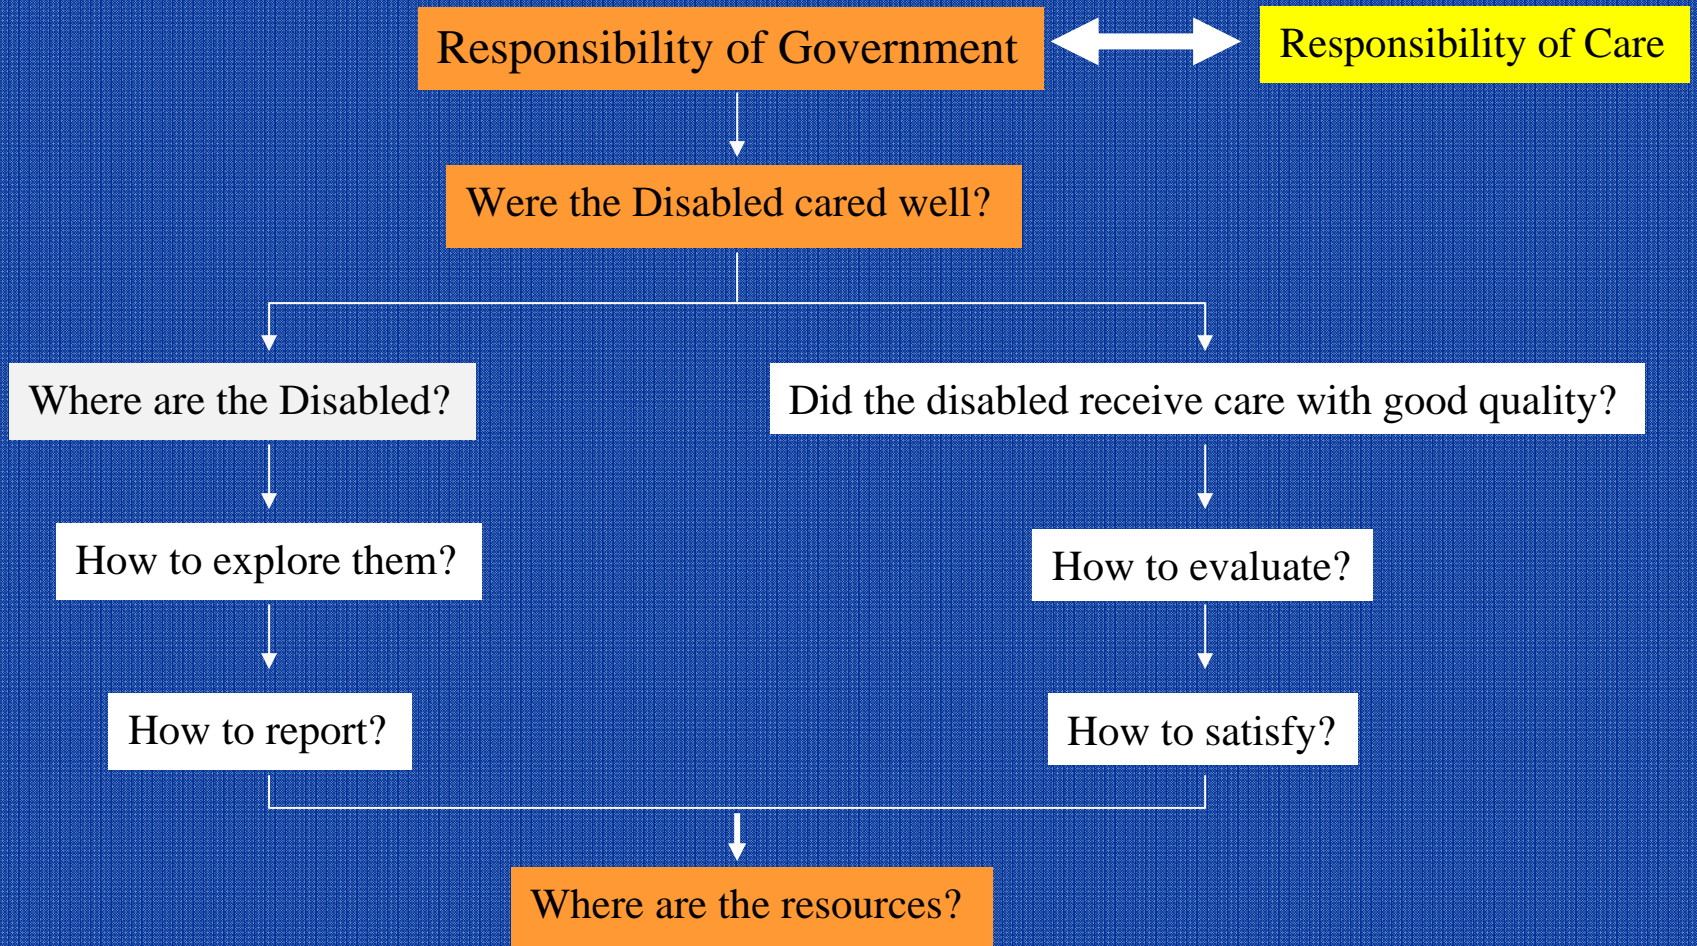 Responsibility of Government
Responsibility of Care
Were the Disabled cared well?
Where are the Disabled?
Did the disabled receive care with good quality?
How to explore them?
How to evaluate?
How to report?
How to satisfy?
Where are the resources?